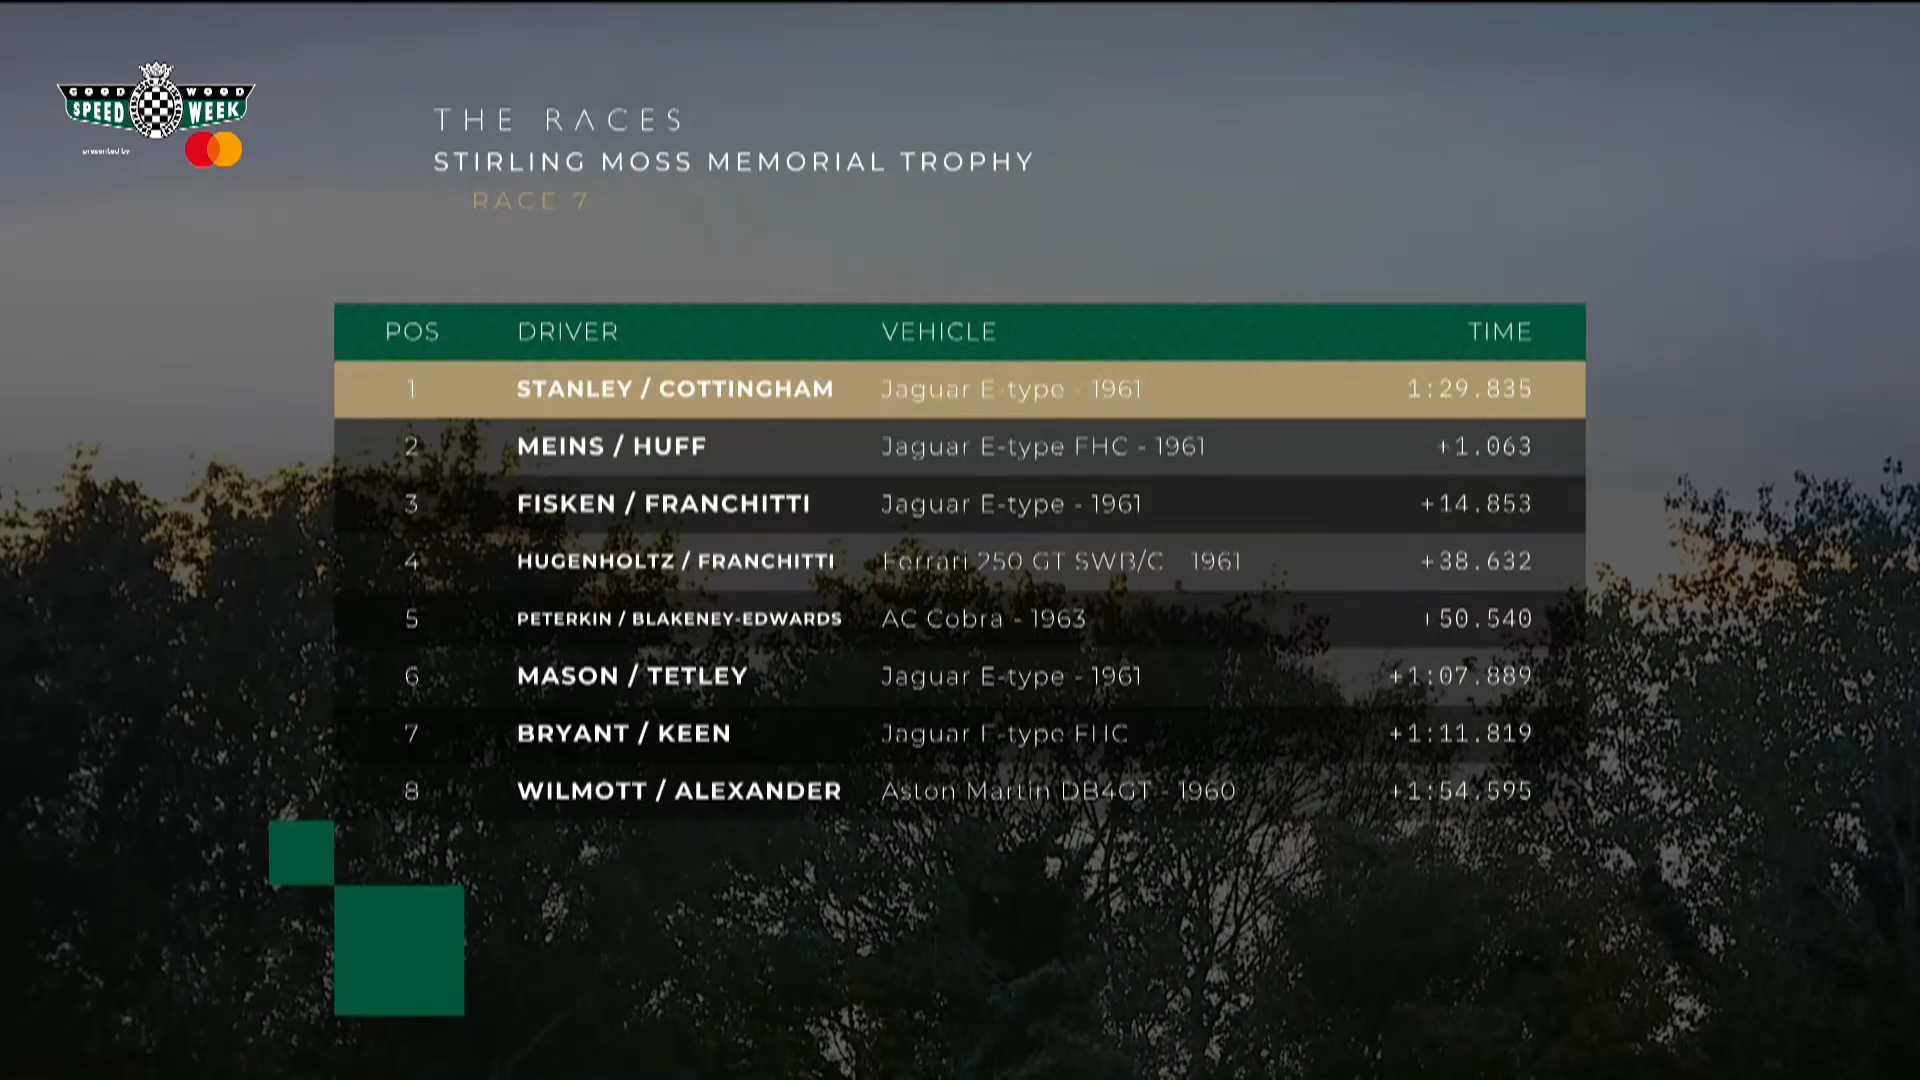 GOOD WOOD
SPEED WEEK
presented by
THE RACES
STIRLING MOSS MEMORIAL TROPHY
RACE 7
POS DRIVER VEHICLE TIME
1 STANLEY / COTTINGHAM Jaguar E-type - 1961 1:29.835
2 MEINS / HUFF Jaguar E-type FHC - 1961 +1.063
3 FISKEN / FRANCHITTI Jaguar E-type - 1961 +14.853
4 HUGENHOLTZ / FRANCHITTI Ferrari 250 GT SWB/C - 1961 +38.632
5 PETERKIN / BLAKENEY-EDWARDS AC Cobra - 1963 +50.540
6 MASON / TETLEY Jaguar E-type - 1961 +1:07.889
7 BRYANT / KEEN Jaguar E-type FHC +1:11.819
8 WILMOTT / ALEXANDER Aston Martin DB4GT - 1960 +1:54.595